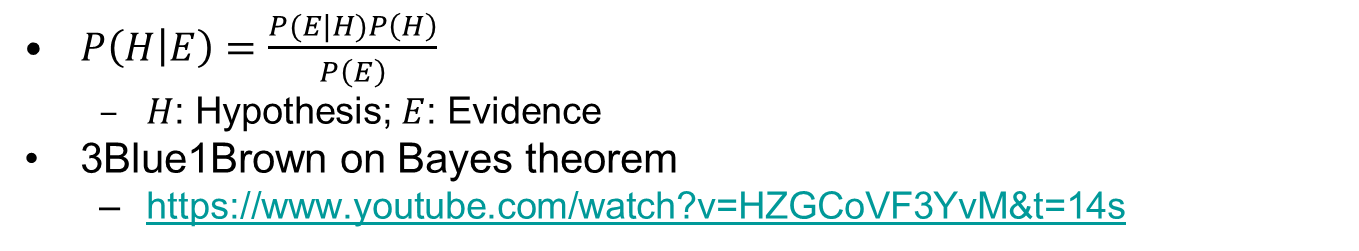 • P(H|E) = P(E|H)P(H) / P(E)
– H: Hypothesis; E: Evidence
• 3Blue1Brown on Bayes theorem
– https://www.youtube.com/watch?v=HZGCoVF3YvM&t=14s